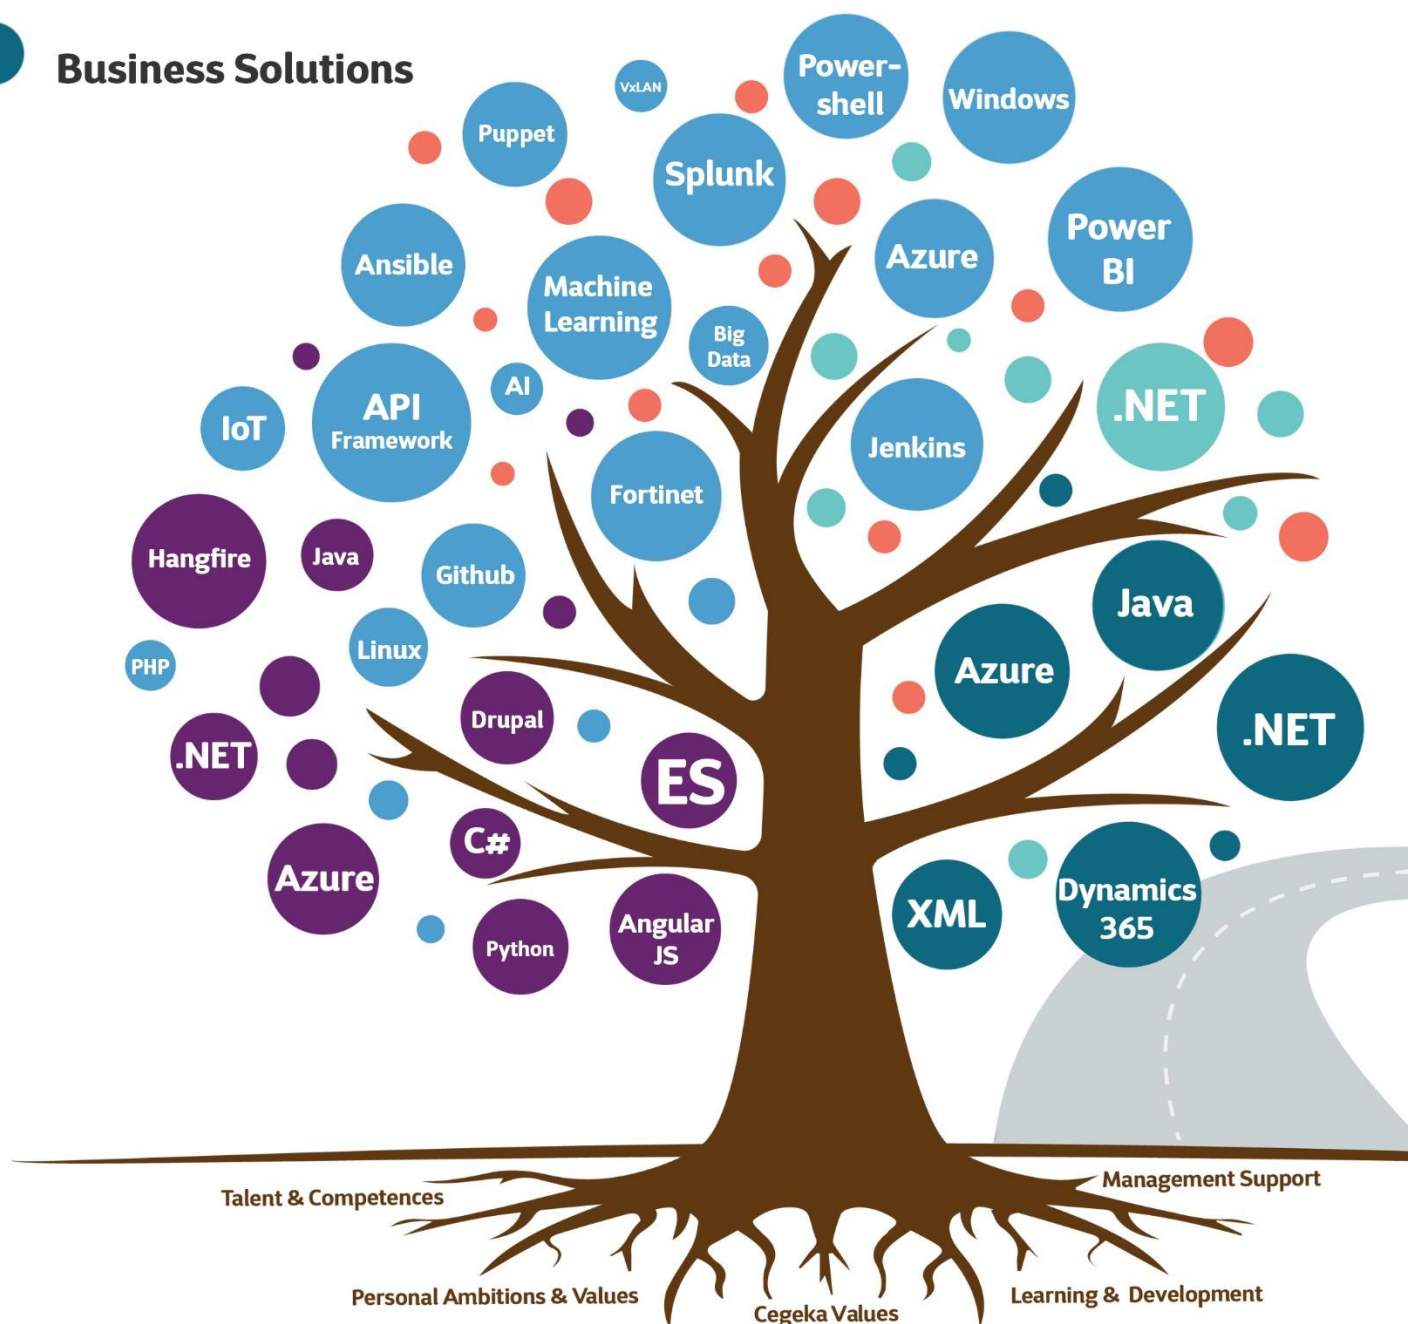 Business Solutions
VxLAN
Power-
shell
Windows
Puppet
Splunk
Power
BI
Azure
Ansible
Machine
Learning
Big
Data
AI
.NET
API
Framework
IoT
Jenkins
Fortinet
Hangfire
Java
Github
Java
Linux
PHP
Azure
Drupal
.NET
.NET
ES
C#
Azure
Dynamics
365
XML
Angular
JS
Python
Management Support
Talent & Competences
Personal Ambitions & Values
Learning & Development
Cegeka Values